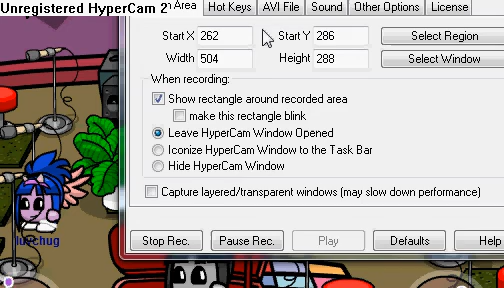 Unregistered HyperCam 2
n Area Hot Keys AVI File Sound Other Options License
Start X 262 Start Y 286 Select Region
Width 504 Height 288 Select Window
When recording:
Show rectangle around recorded area
make this rectangle blink
Leave HyperCam Window Opened
Iconize HyperCam Window to the Task Bar
Hide HyperCam Window
Capture layered/transparent windows (may slow down performance)
Stop Rec. Pause Rec. Play Defaults Help